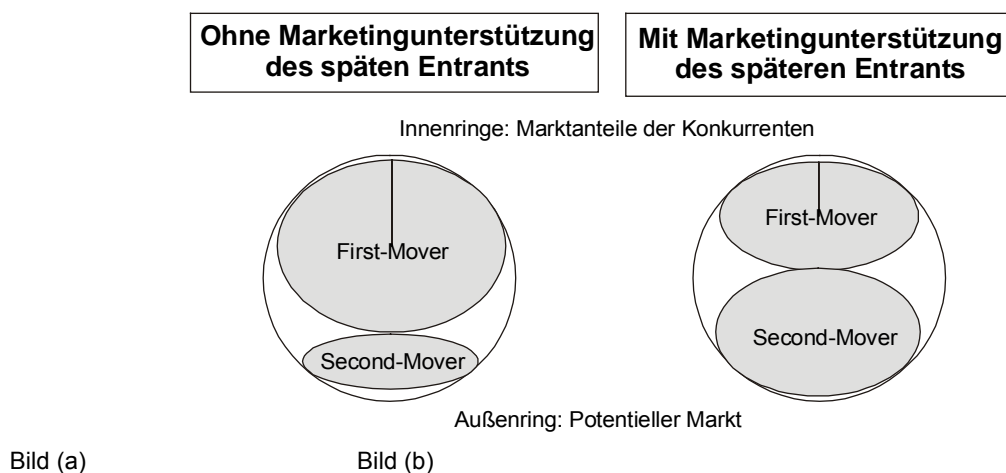 Ohne Marketingunterstützung
des späten Entrants
Mit Marketingunterstützung
des späteren Entrants
Innenringe: Marktanteile der Konkurrenten
First-Mover
Second-Mover
First-Mover
Second-Mover
Außenring: Potentieller Markt
Bild (a)
Bild (b)